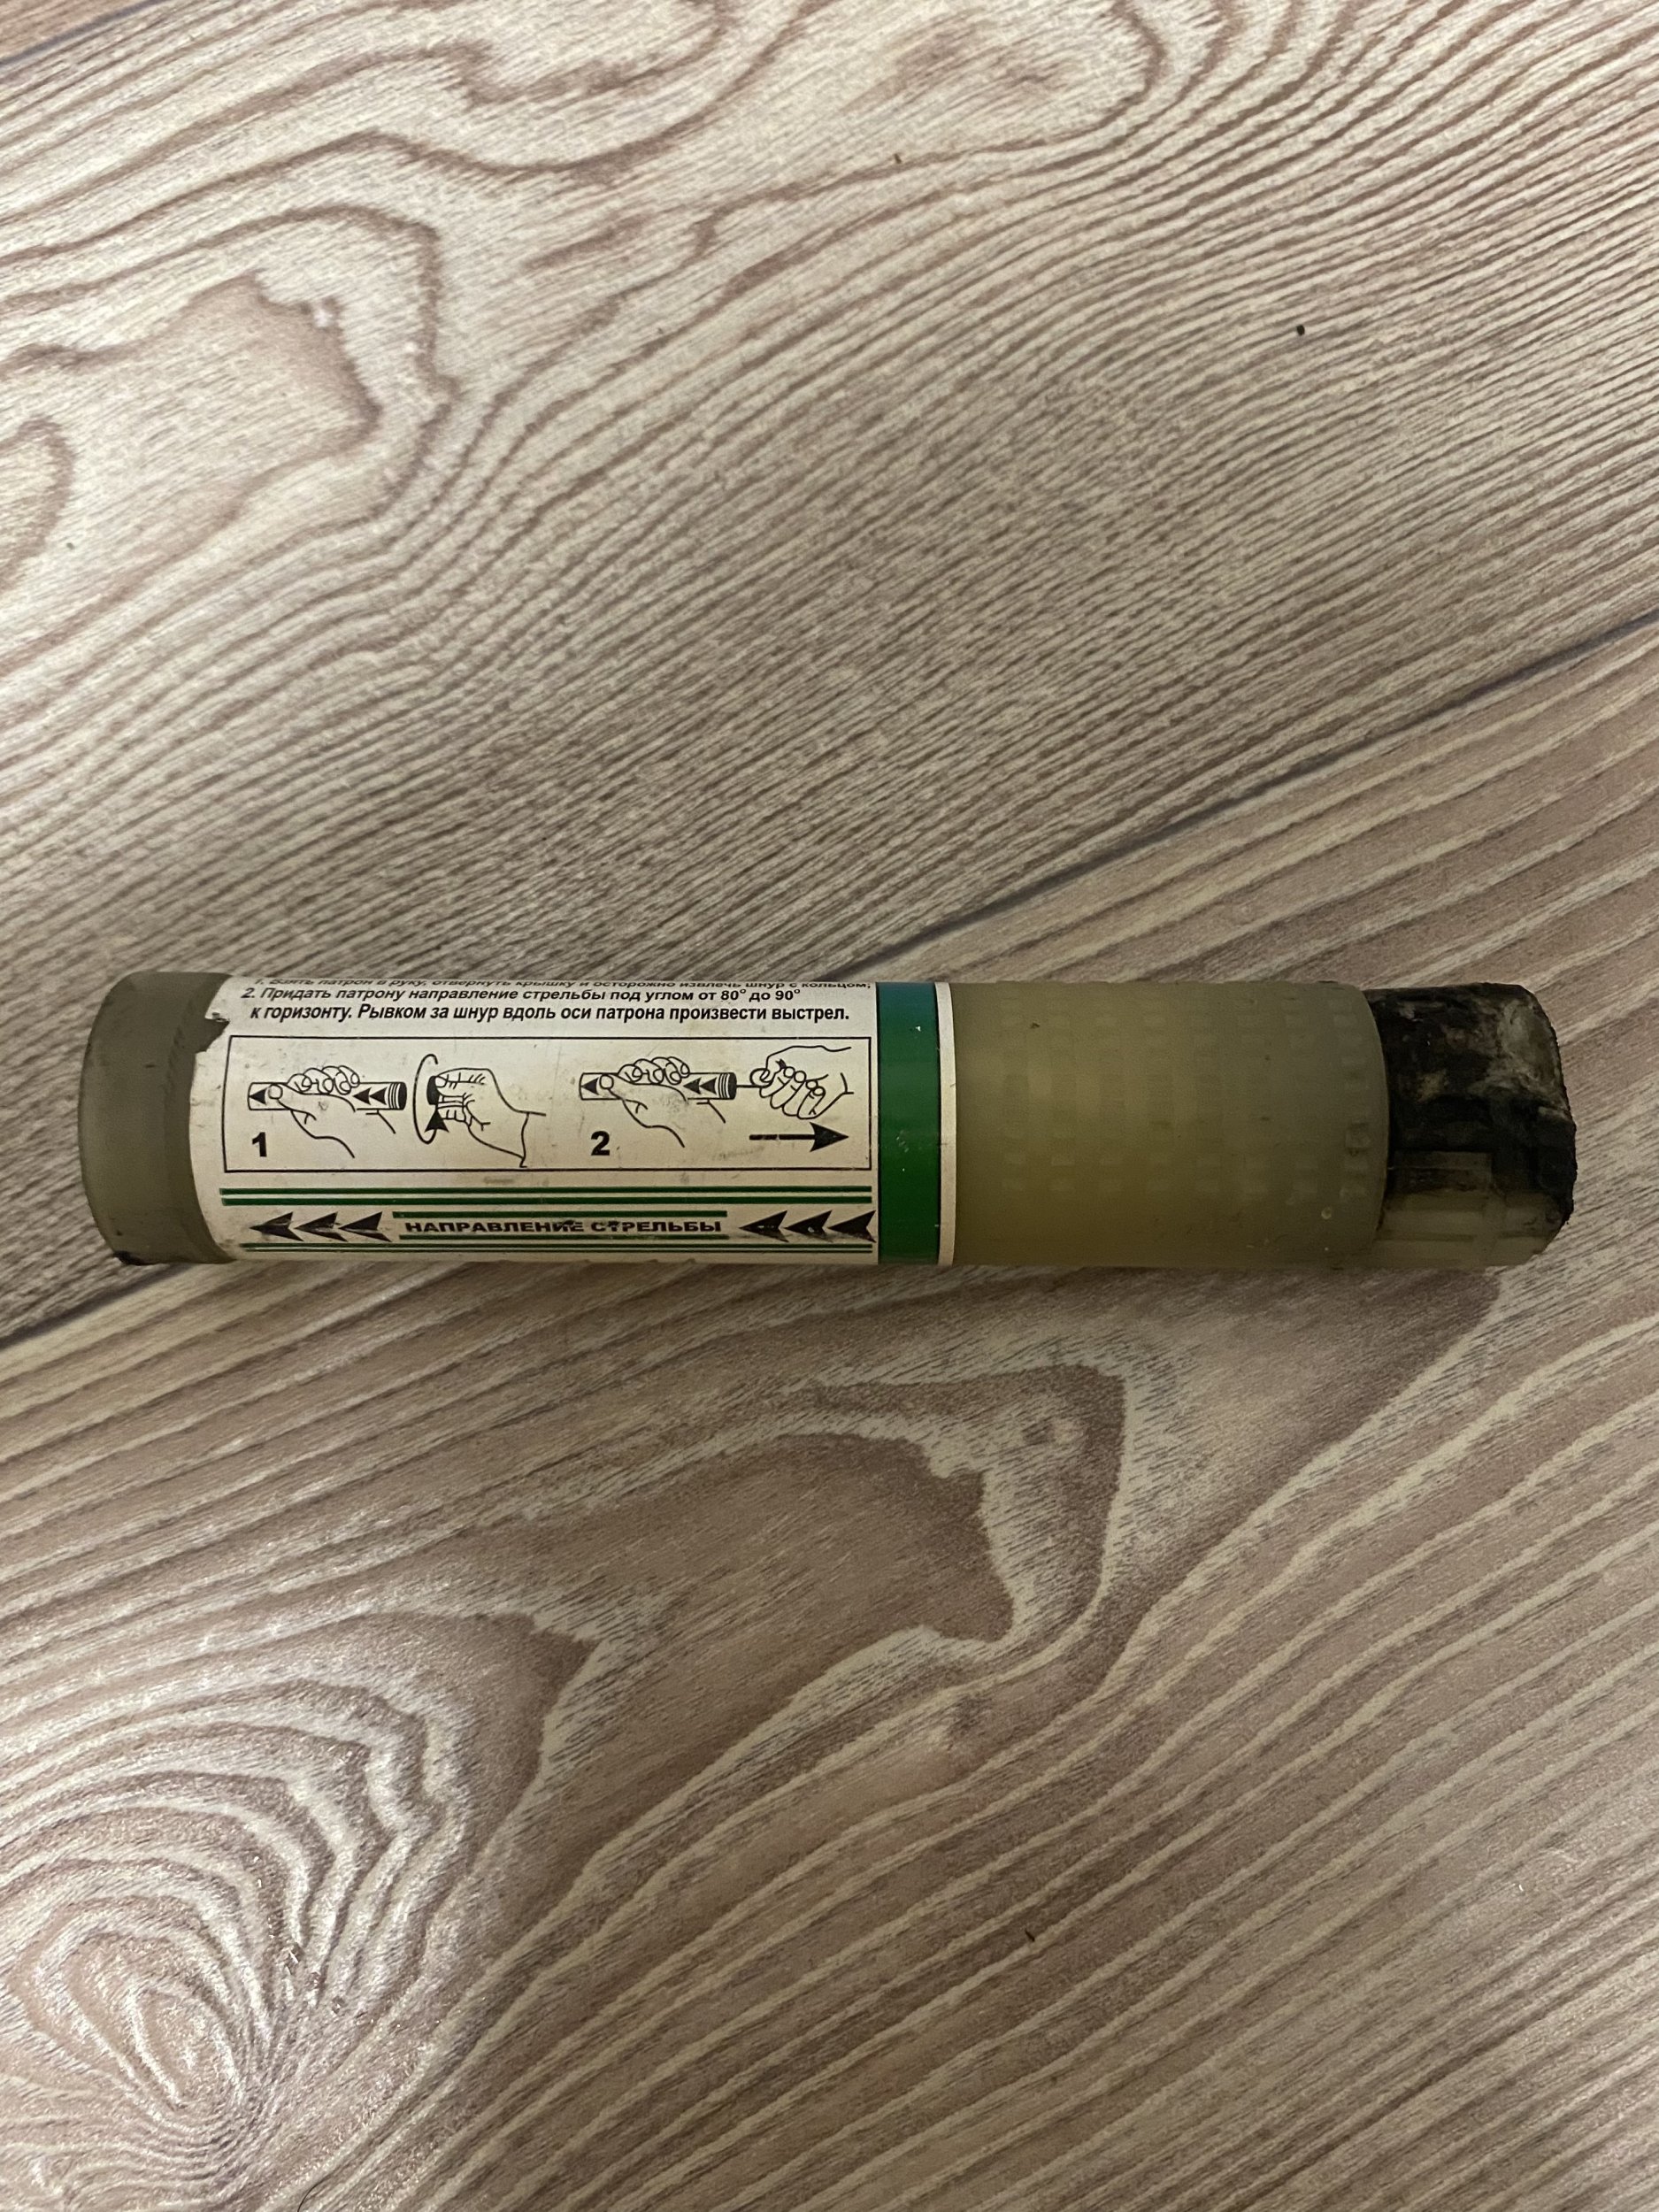 1. Взять патрон в руку, отвернуть крышку и осторожно извлечь шнур с кольцом,
2. Придать патрону направление стрельбы под углом от 80° до 90°
к горизонту. Рывком за шнур вдоль оси патрона произвести выстрел.
1
2
НАПРАВЛЕНИЕ СТРЕЛЬБЫ